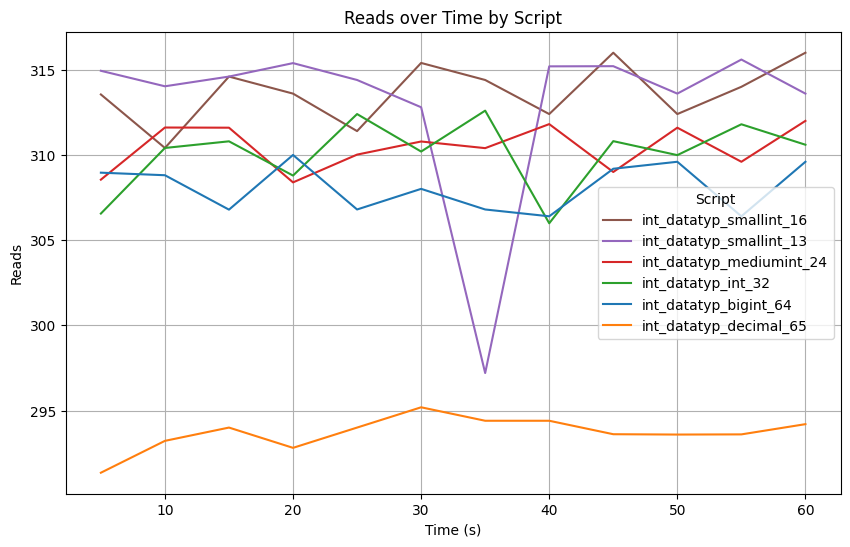 Reads over Time by Script
Reads
315
310
305
300
295
Script
int_datatyp_smallint_16
int_datatyp_smallint_13
int_datatyp_mediumint_24
int_datatyp_int_32
int_datatyp_bigint_64
int_datatyp_decimal_65
10 20 30 40 50 60
Time (s)